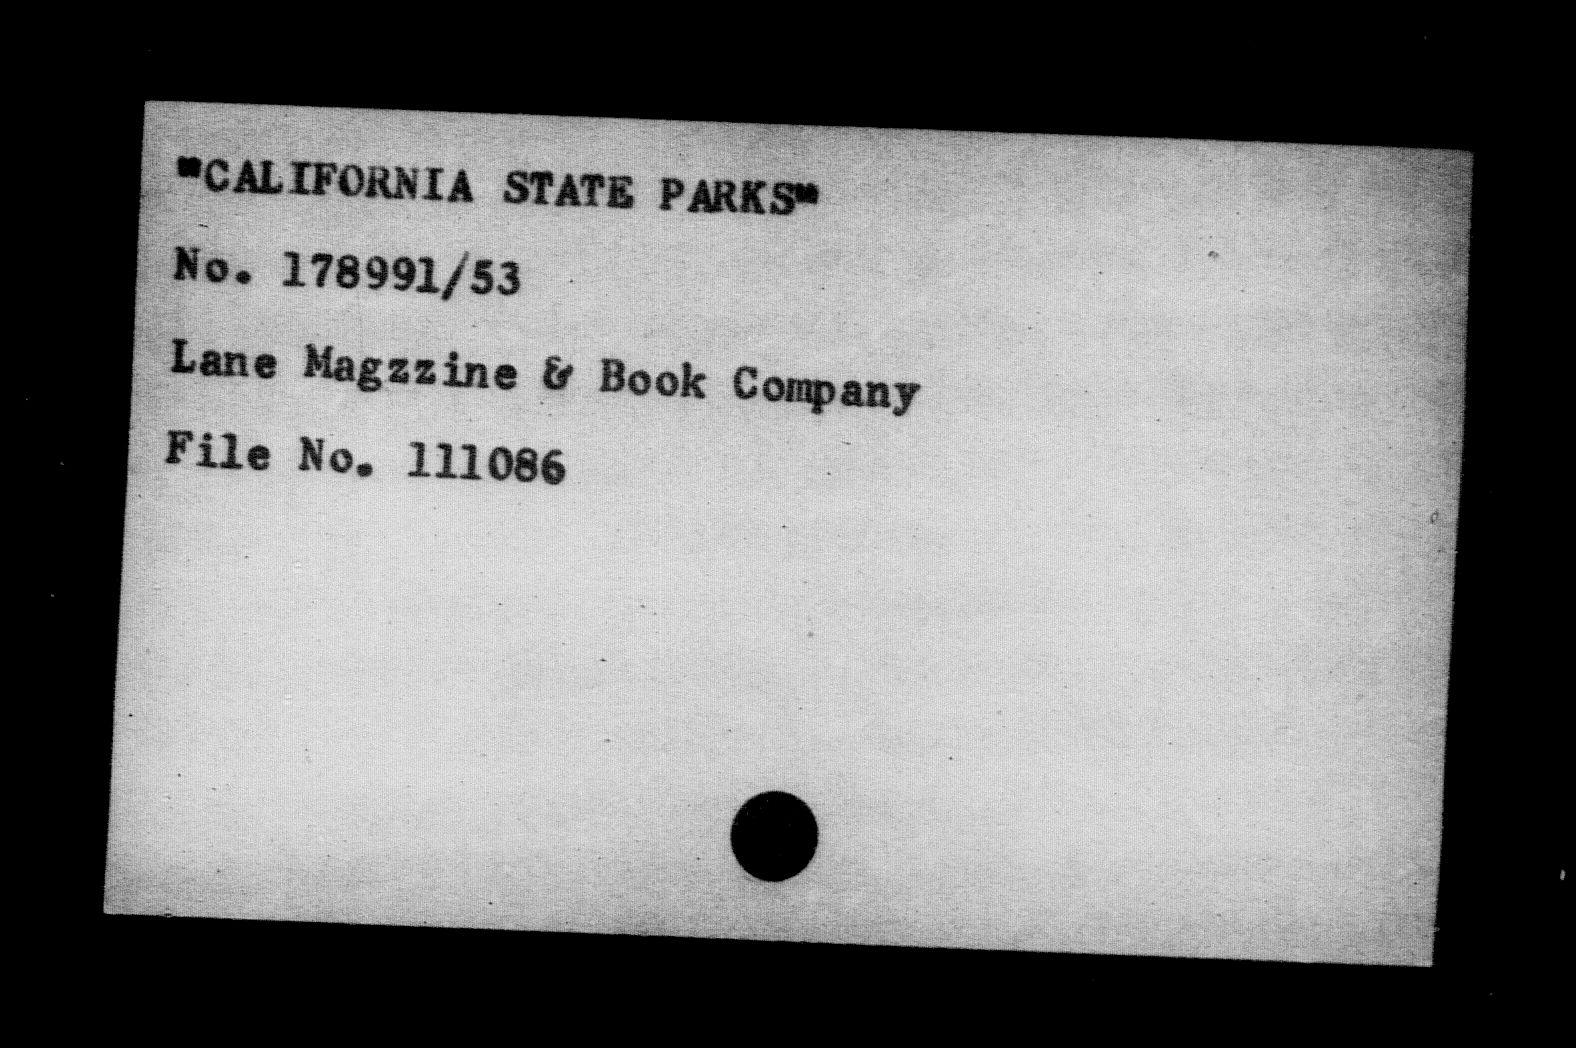 "CALIFORNIA STATE PARKS"
No. 178991/53
Lane Magzzine & Book Company
File No. 111086